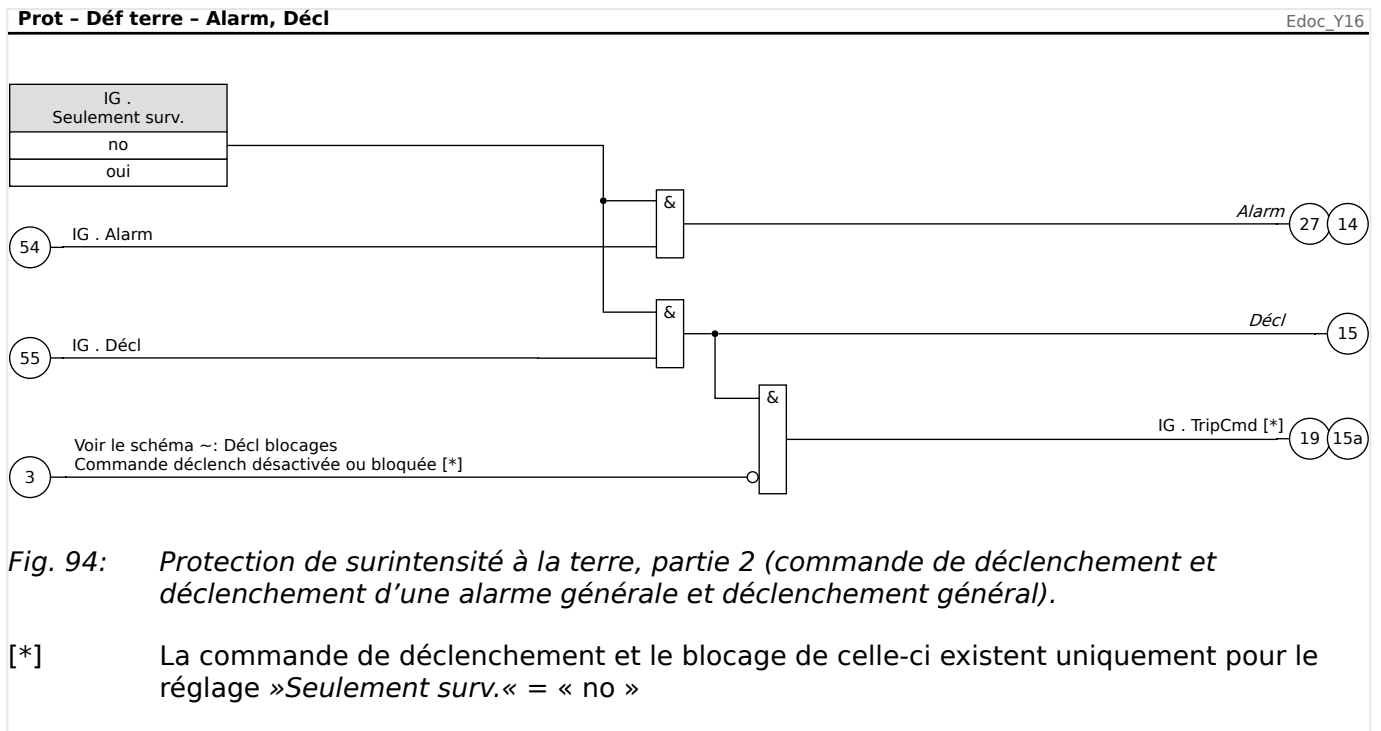 Prot – Déf terre – Alarm, Décl
Edoc_Y16
IG .
Seulement surv.
no
oui
&
Alarm
27
14
54
IG . Alarm
&
Décl
15
55
IG . Décl
&
IG . TripCmd [*]
19
15a
Voir le schéma ~: Décl blocages
Commande déclench désactivée ou bloquée [*]
3
Fig. 94: Protection de surintensité à la terre, partie 2 (commande de déclenchement et
déclenchement d’une alarme générale et déclenchement général).
[*] La commande de déclenchement et le blocage de celle-ci existent uniquement pour le
réglage »Seulement surv.« = « no »